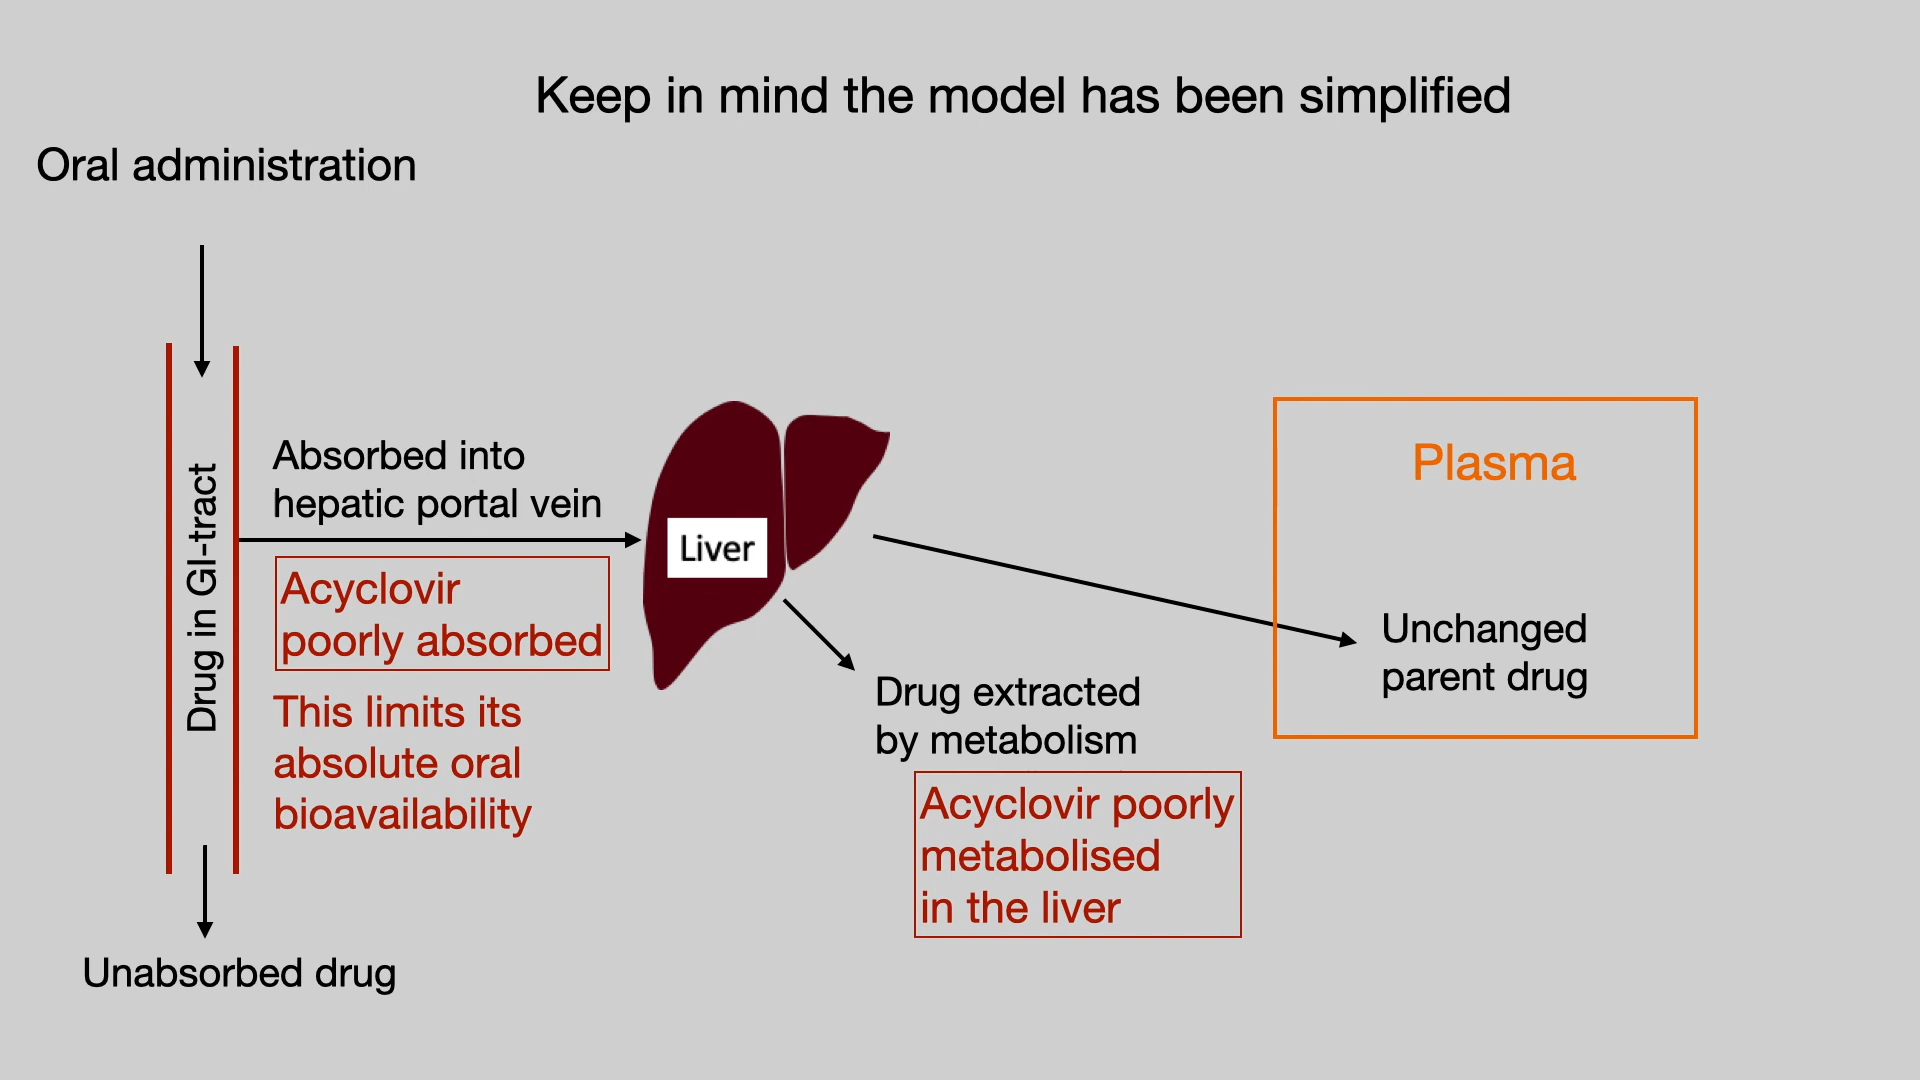 Keep in mind the model has been simplified
Oral administration
Drug in GI-tract
Absorbed into
hepatic portal vein
Acyclovir
poorly absorbed
This limits its
absolute oral
bioavailability
Unabsorbed drug
Liver
Drug extracted
by metabolism
Acyclovir poorly
metabolised
in the liver
Plasma
Unchanged
parent drug